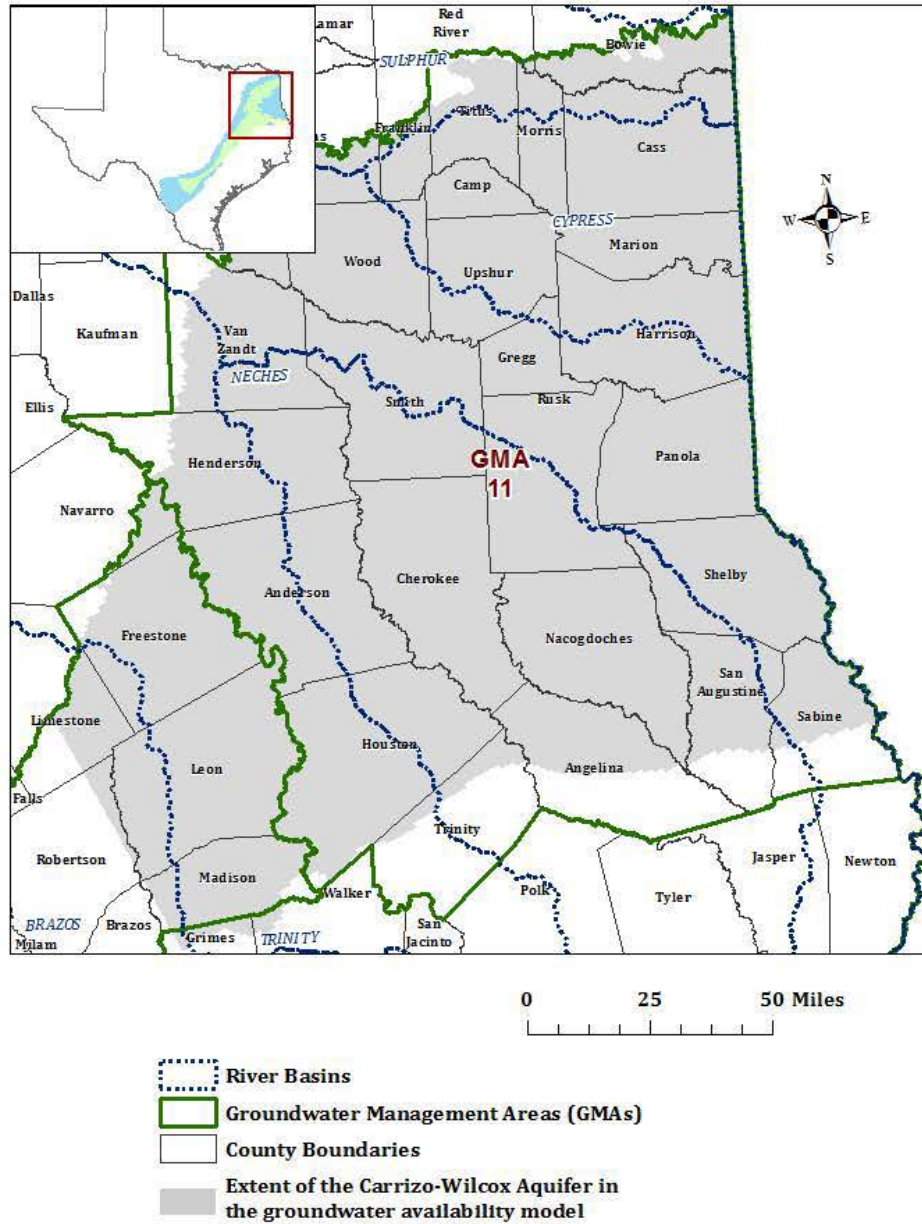 Red
River
amar
Bowie
SULPHUR
Franklin
Titus
Morris
Cass
Camp
CYPRESS
Marion
Wood
Upshur
N
W
E
S
Dallas
Kaufman
Van
Zandt
Harrison
Gregg
NECHES
Ellis
Smith
Rusk
Panola
Henderson
GMA
11
Navarro
Cherokee
Shelby
Anderson
Freestone
Nacogdoches
San
Augustine
Sabine
Limestone
Houston
Leon
Angelina
Falls
Trinity
Robertson
Jasper
Newton
Madison
Walker
Polk
Tyler
BRAZOS
Brazos
San
Jacinto
Milam
Grimes
TRINITY
0 25 50 Miles
River Basins
Groundwater Management Areas (GMAs)
County Boundaries
Extent of the Carrizo-Wilcox Aquifer in
the groundwater availability model